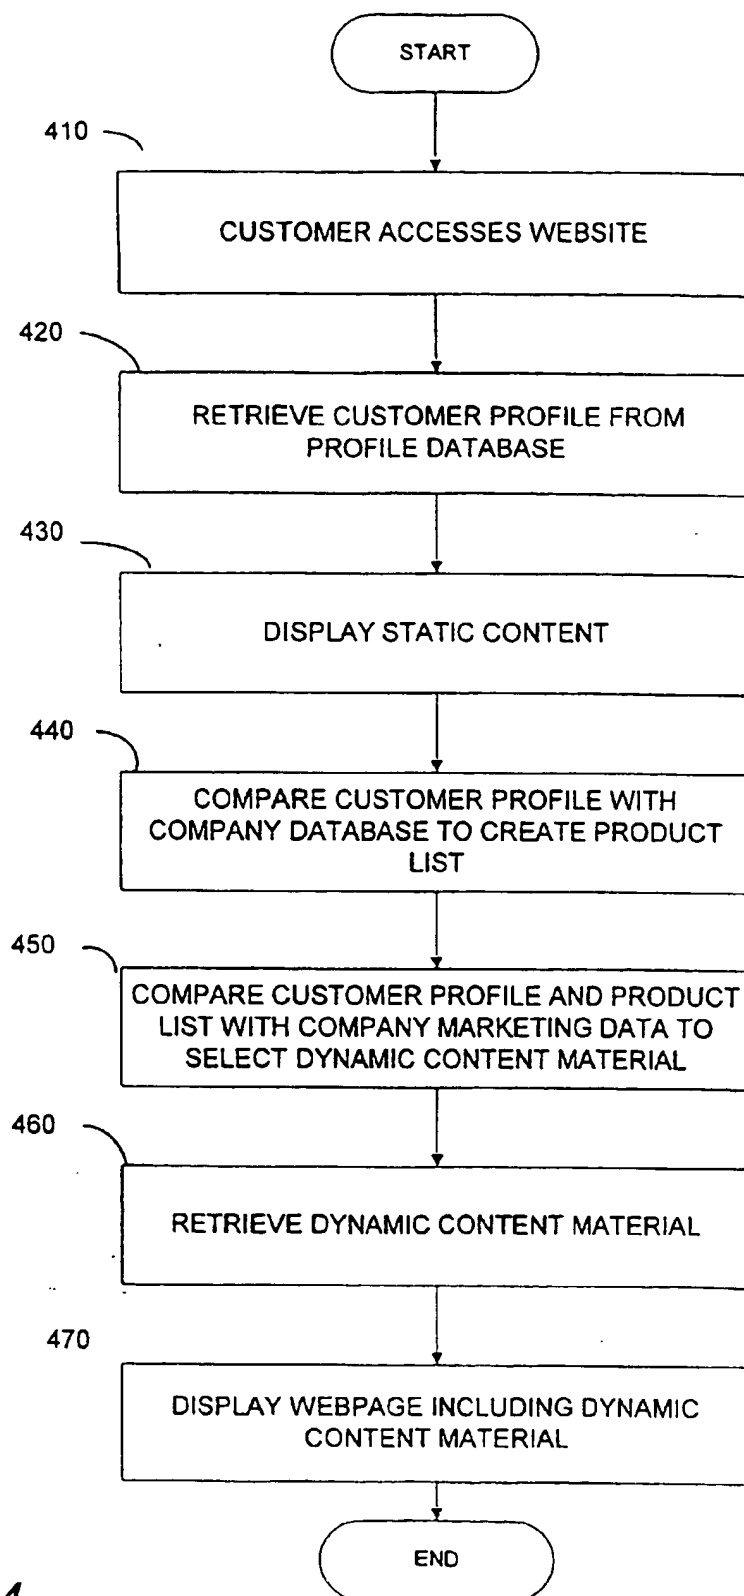 START
410
CUSTOMER ACCESSES WEBSITE
420
RETRIEVE CUSTOMER PROFILE FROM
PROFILE DATABASE
430
DISPLAY STATIC CONTENT
440
COMPARE CUSTOMER PROFILE WITH
COMPANY DATABASE TO CREATE PRODUCT
LIST
450
COMPARE CUSTOMER PROFILE AND PRODUCT
LIST WITH COMPANY MARKETING DATA TO
SELECT DYNAMIC CONTENT MATERIAL
460
RETRIEVE DYNAMIC CONTENT MATERIAL
470
DISPLAY WEBPAGE INCLUDING DYNAMIC
CONTENT MATERIAL
END